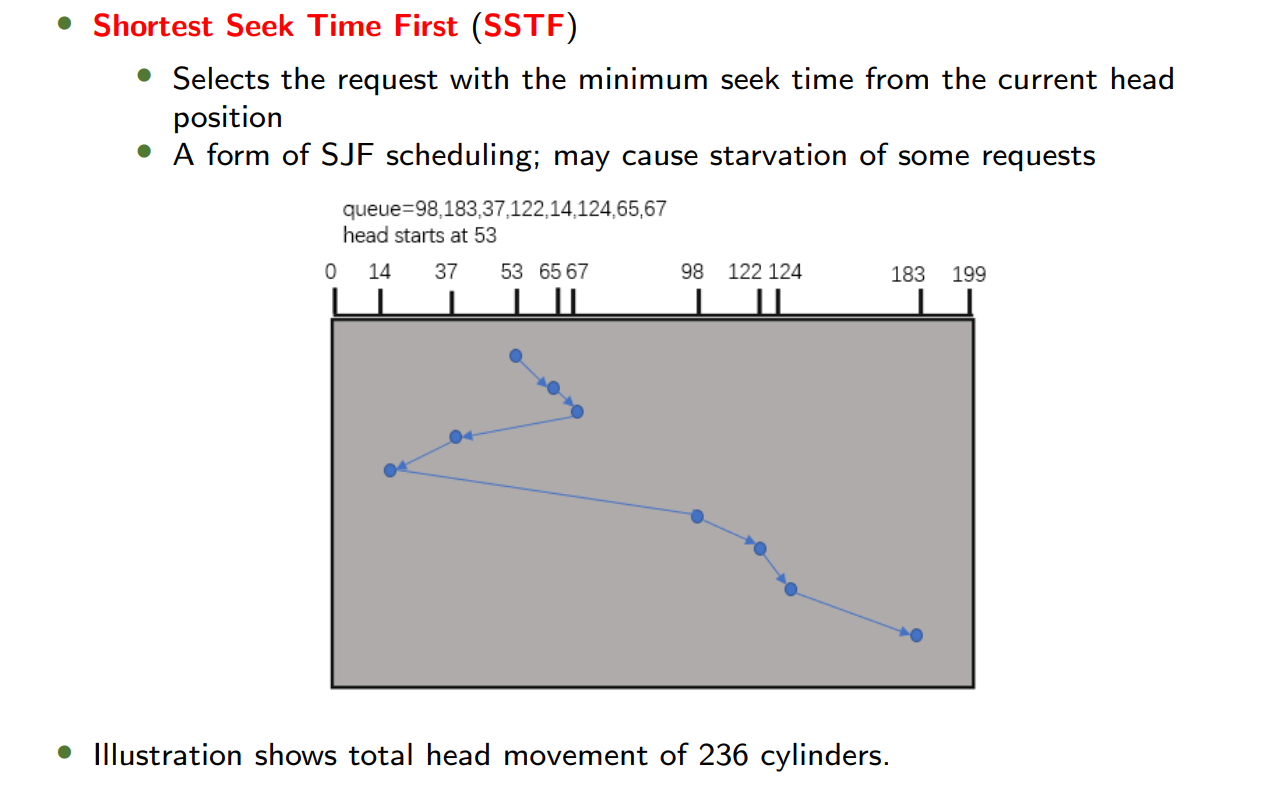 • Shortest Seek Time First (SSTF)
• Selects the request with the minimum seek time from the current head
position
• A form of SJF scheduling; may cause starvation of some requests
queue=98,183,37,122,14,124,65,67
head starts at 53
0 14 37 53 65 67 98 122 124 183 199
• Illustration shows total head movement of 236 cylinders.